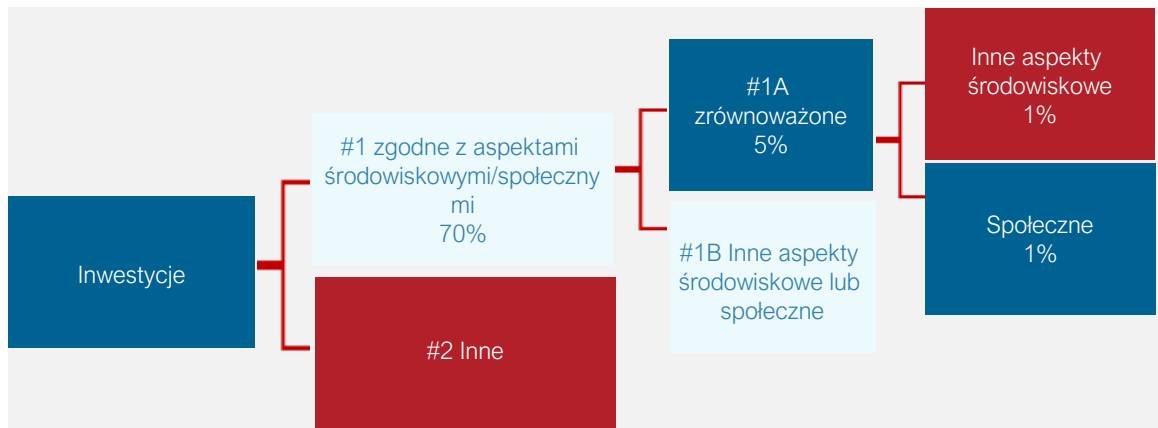 Inwestycje
#1 zgodne z aspektami
środowiskowymi/społeczny
mi
70%
#2 Inne
#1A
zrównoważone
5%
#1B Inne aspekty
środowiskowe lub
społeczne
Inne aspekty
środowiskowe
1%
Społeczne
1%